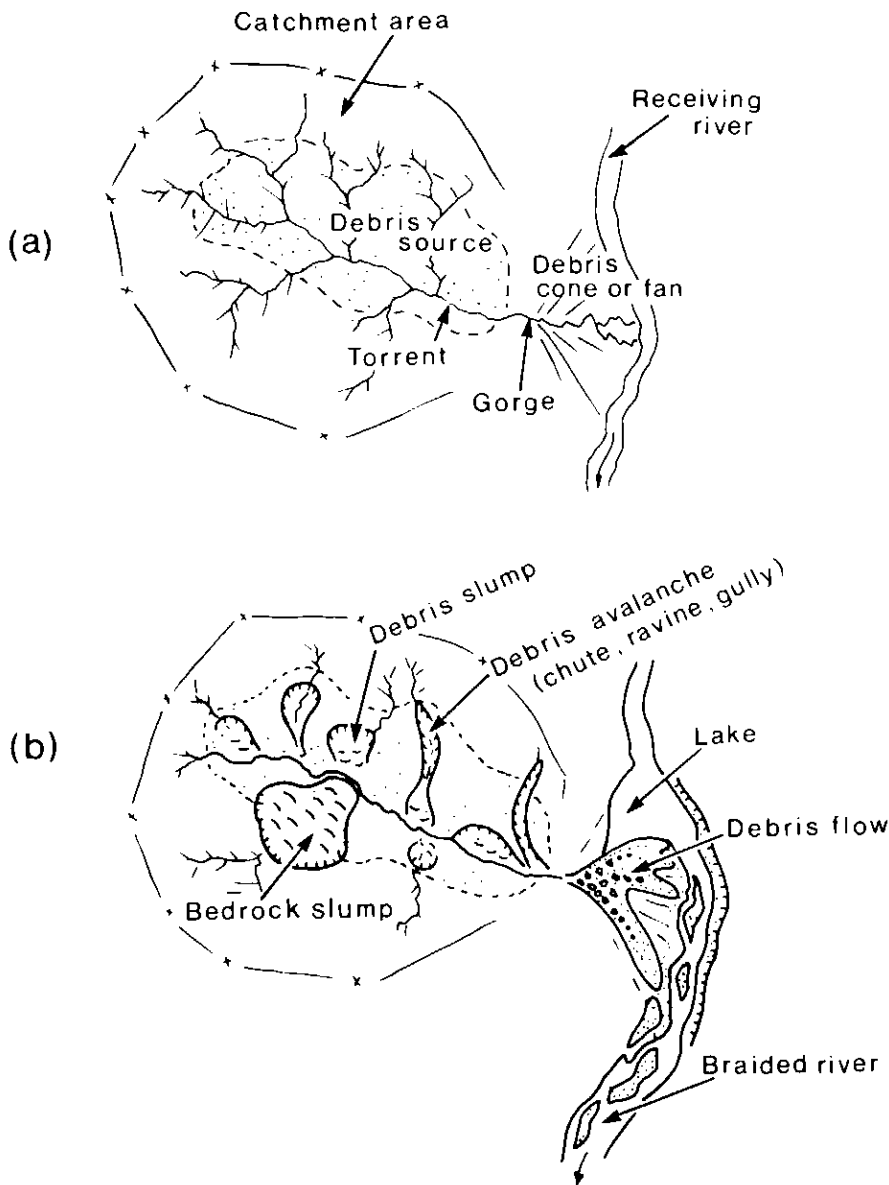 Catchment area
Receiving
river
(a)
Debris
source
Debris
cone or fan
Torrent
Gorge
Debris slump
Debris avalanche
(chute, ravine, gully)
(b)
Lake
Debris flow
Bedrock slump
Braided river